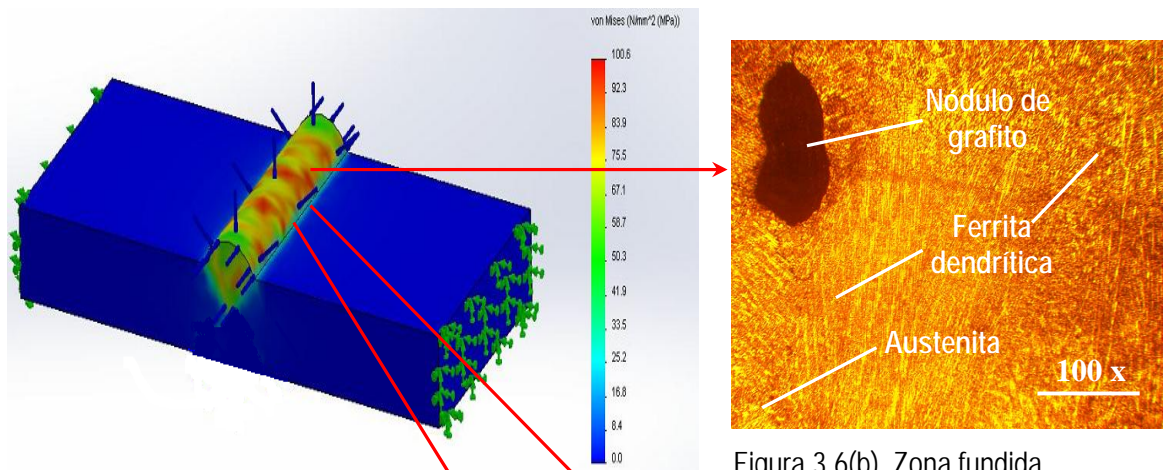 von Mises (N/mm^2 (MPa))
100.6
92.3
83.9
75.5
67.1
58.7
50.3
41.9
33.5
25.2
16.8
8.4
0.0
Nódulo de
grafito
Ferrita
dendrítica
Austenita
100 x
Figura 3.6(b). Zona fundida